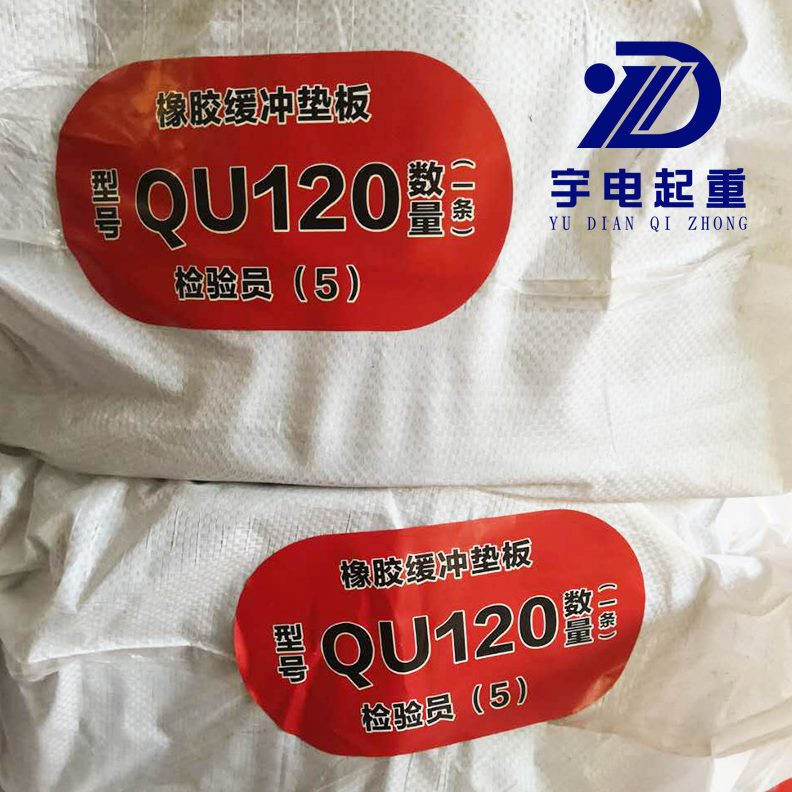 宇电起重
YU DIAN QI ZHONG
橡胶缓冲垫板
型号 QU120 数量 (一条)
检验员 (5)
橡胶缓冲垫板
型号 QU120 数量 (一条)
检验员 (5)